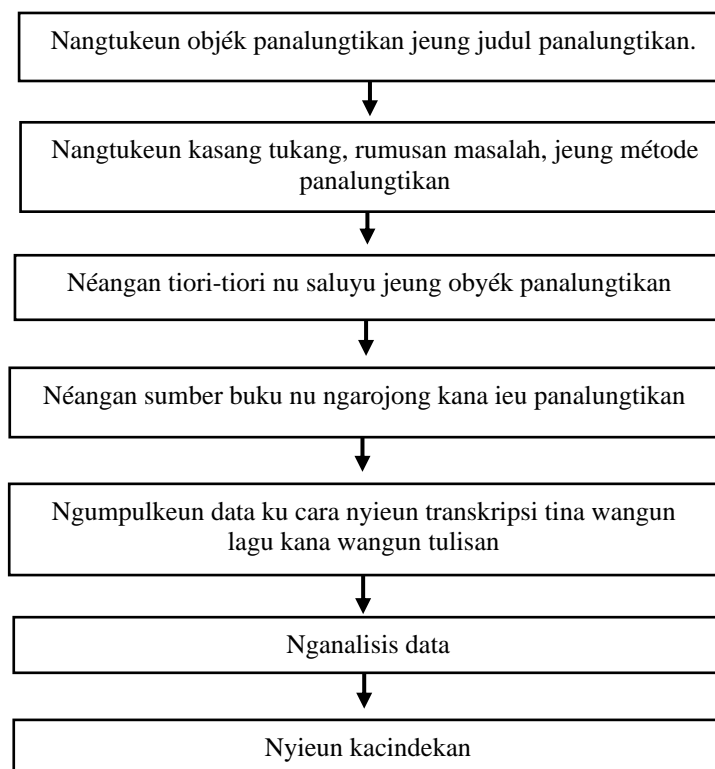 Nangtukeun objék panalungtikan jeung judul panalungtikan.
Nangtukeun kasang tukang, rumusan masalah, jeung métode
panalungtikan
Néangan tiori-tiori nu saluyu jeung obyék panalungtikan
Néangan sumber buku nu ngarojong kana ieu panalungtikan
Ngumpulkeun data ku cara nyieun transkripsi tina wangun
lagu kana wangun tulisan
Nganalisis data
Nyieun kacindekan